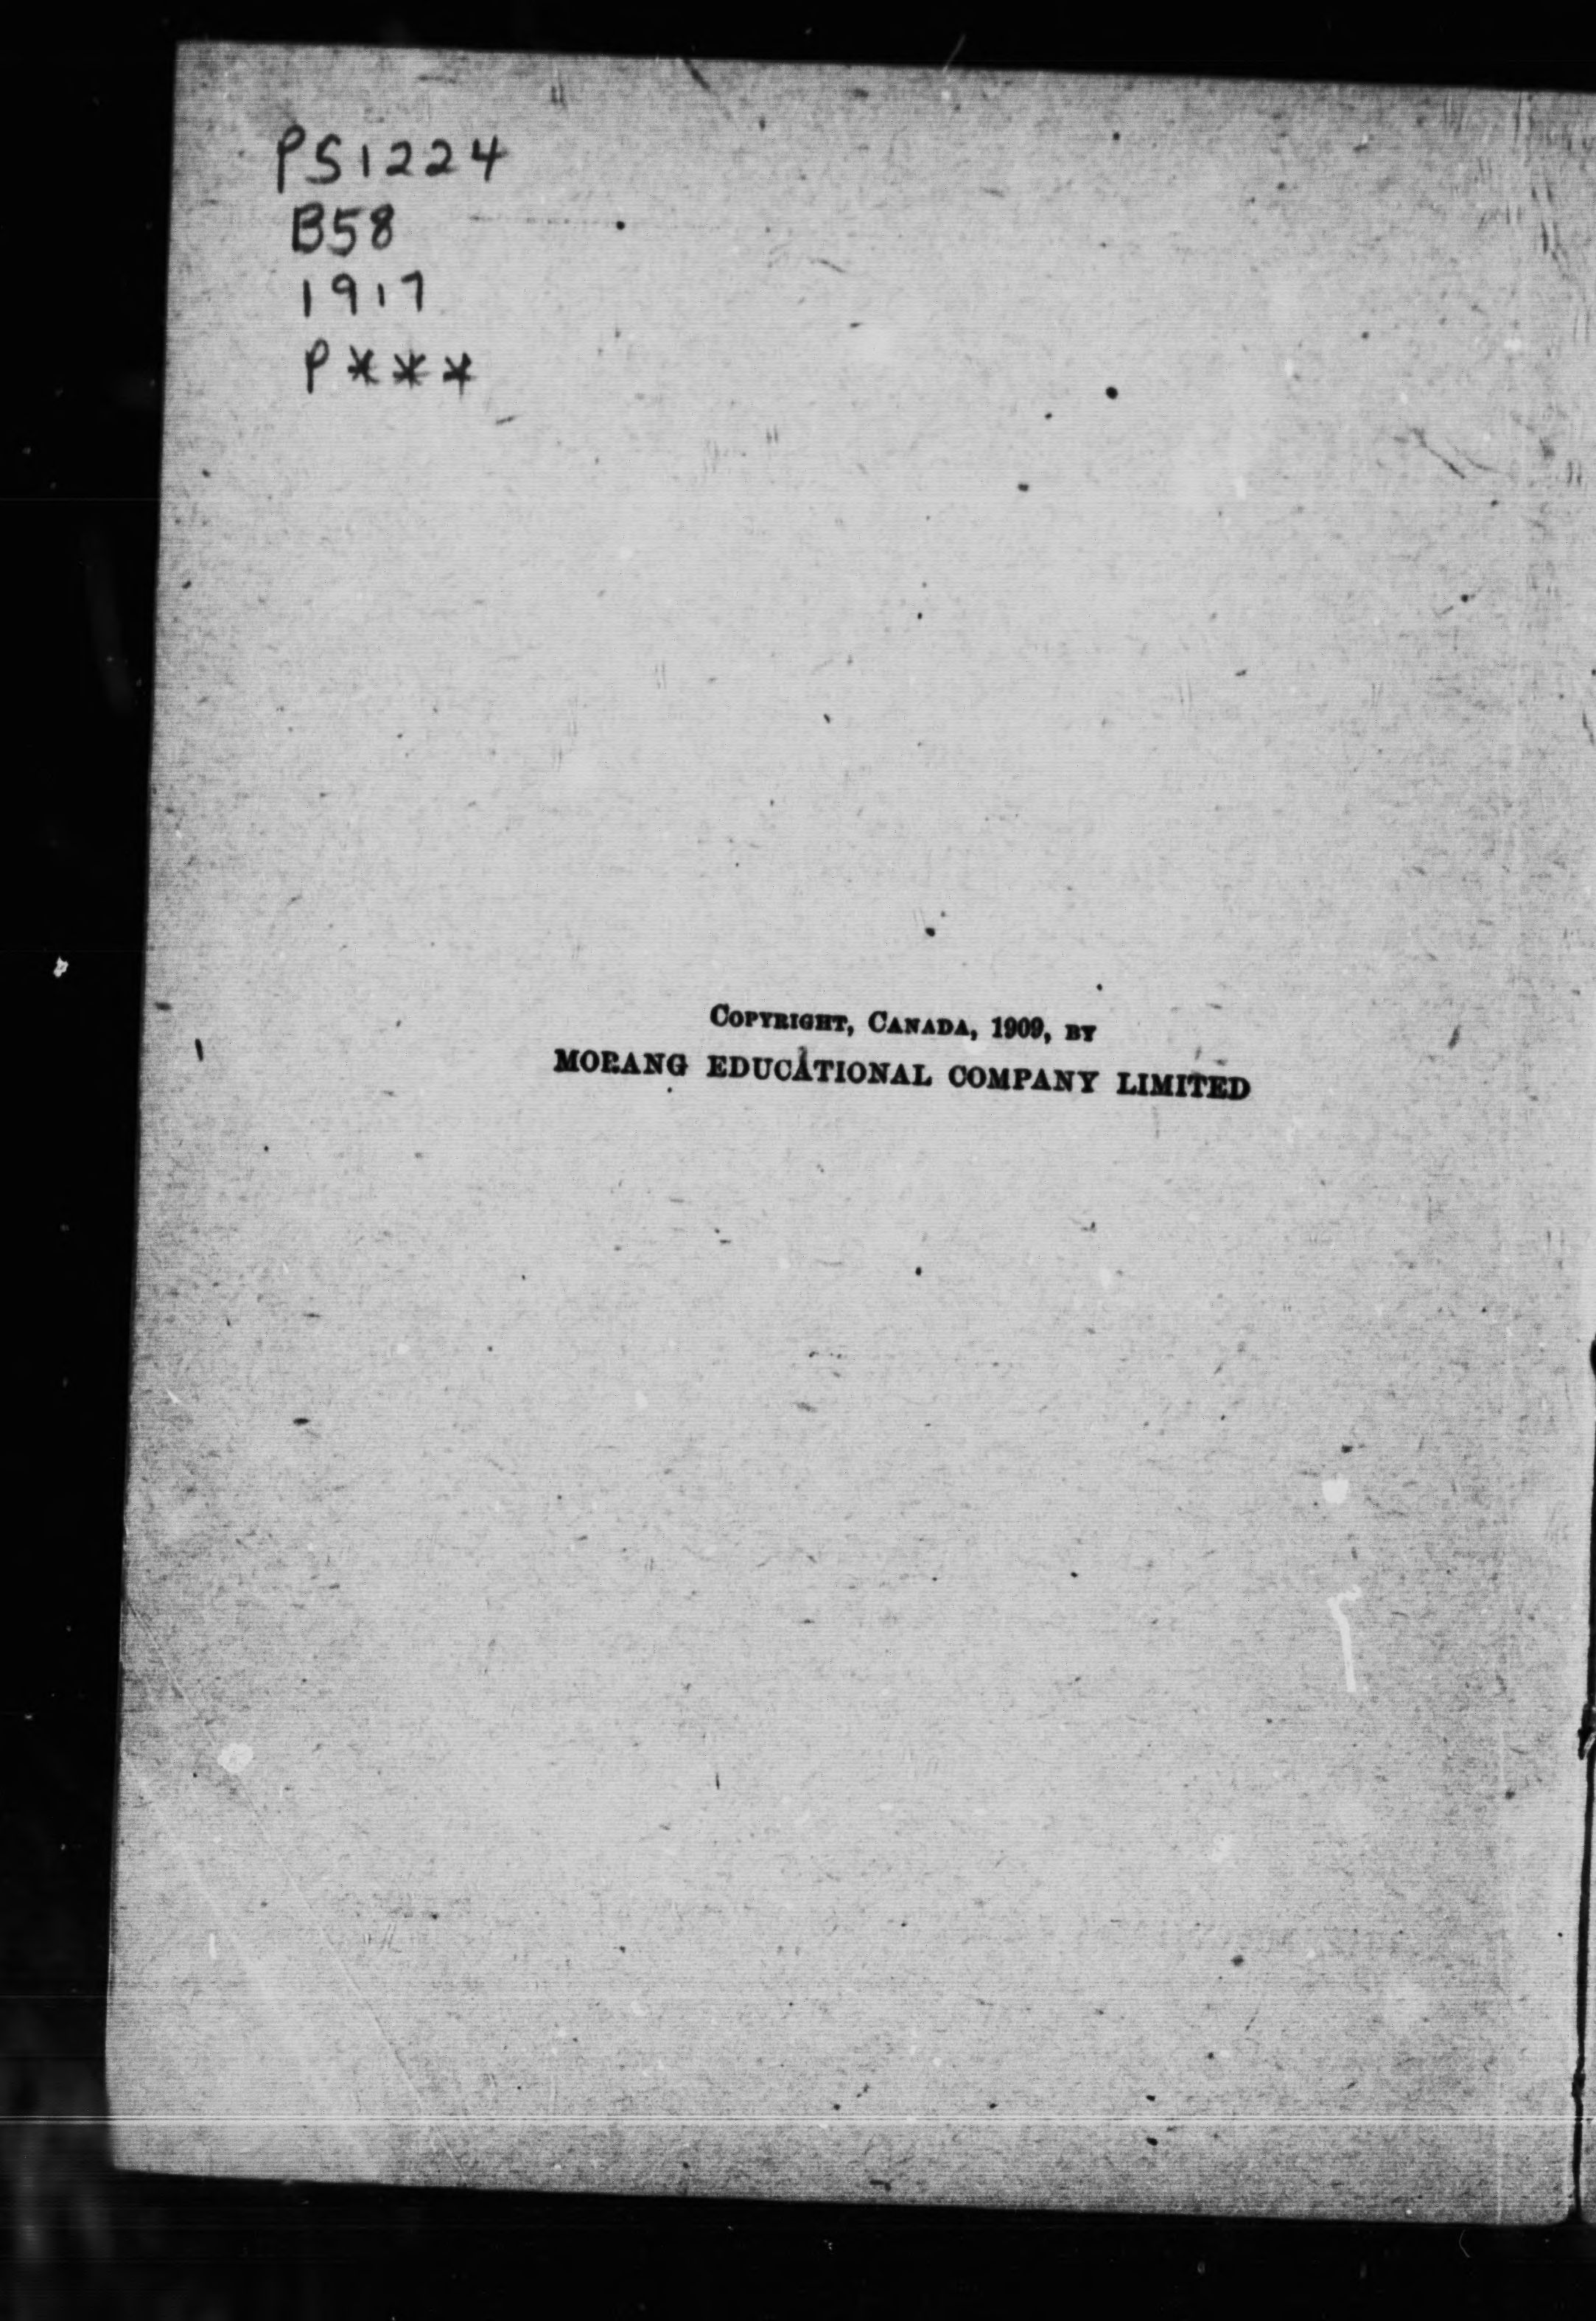 PS1224
B58
1917
P***
COPYRIGHT, CANADA, 1909, BY
MORANG EDUCATIONAL COMPANY LIMITED